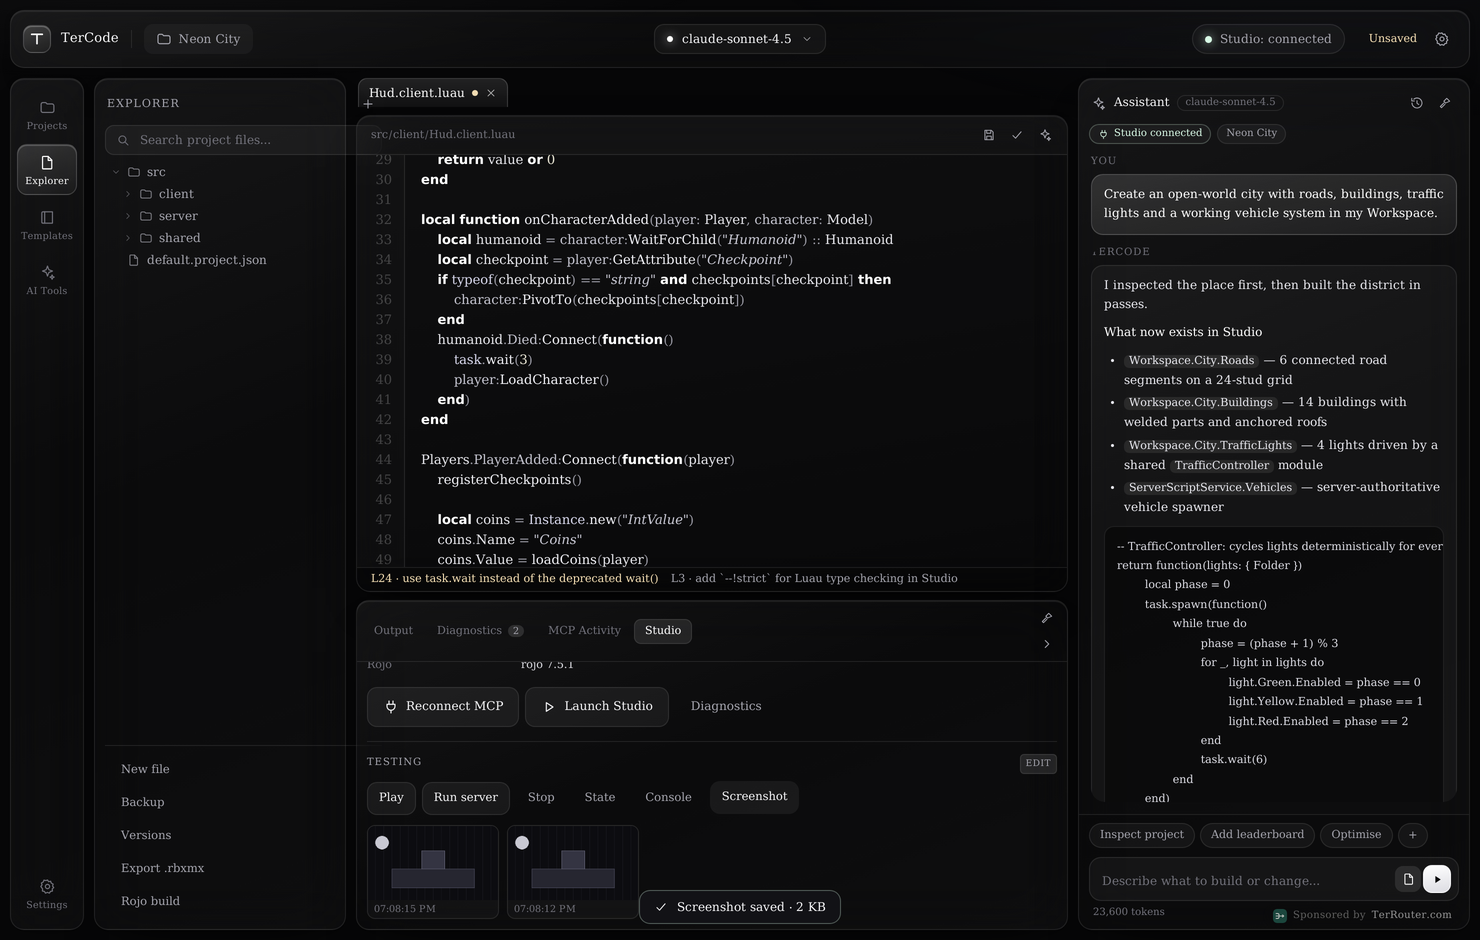 TerCode
Neon City
claude-sonnet-4.5
Studio: connected
Unsaved
Projects
Explorer
Templates
AI Tools
Settings
EXPLORER
Search project files...
src
client
server
shared
default.project.json
New file
Backup
Versions
Export .rbxmx
Rojo build
Hud.client.luau
+
src/client/Hud.client.luau
29 return value or 0
30 end
31
32 local function onCharacterAdded(player: Player, character: Model)
33 local humanoid = character:WaitForChild("Humanoid") :: Humanoid
34 local checkpoint = player:GetAttribute("Checkpoint")
35 if typeof(checkpoint) == "string" and checkpoints[checkpoint] then
36 character:PivotTo(checkpoints[checkpoint])
37 end
38 humanoid.Died:Connect(function()
39 task.wait(3)
40 player:LoadCharacter()
41 end)
42 end
43
44 Players.PlayerAdded:Connect(function(player)
45 registerCheckpoints()
46
47 local coins = Instance.new("IntValue")
48 coins.Name = "Coins"
49 coins.Value = loadCoins(player)
L24 · use task.wait instead of the deprecated wait() L3 · add `--!strict` for Luau type checking in Studio
Output
Diagnostics 2
MCP Activity
Studio
Rojo rojo 7.5.1
Reconnect MCP
Launch Studio
Diagnostics
TESTING
EDIT
Play
Run server
Stop
State
Console
Screenshot
07:08:15 PM
07:08:12 PM
Screenshot saved · 2 KB
Assistant
claude-sonnet-4.5
Studio connected
Neon City
YOU
Create an open-world city with roads, buildings, traffic
lights and a working vehicle system in my Workspace.
ERCODE
I inspected the place first, then built the district in
passes.
What now exists in Studio
• Workspace.City.Roads — 6 connected road
segments on a 24-stud grid
• Workspace.City.Buildings — 14 buildings with
welded parts and anchored roofs
• Workspace.City.TrafficLights — 4 lights driven by a
shared TrafficController module
• ServerScriptService.Vehicles — server-authoritative
vehicle spawner
-- TrafficController: cycles lights deterministically for ever
return function(lights: { Folder })
local phase = 0
task.spawn(function()
while true do
phase = (phase + 1) % 3
for _, light in lights do
light.Green.Enabled = phase == 0
light.Yellow.Enabled = phase == 1
light.Red.Enabled = phase == 2
end
task.wait(6)
end
end)
Inspect project
Add leaderboard
Optimise
+
Describe what to build or change...
23,600 tokens
Sponsored by TerRouter.com